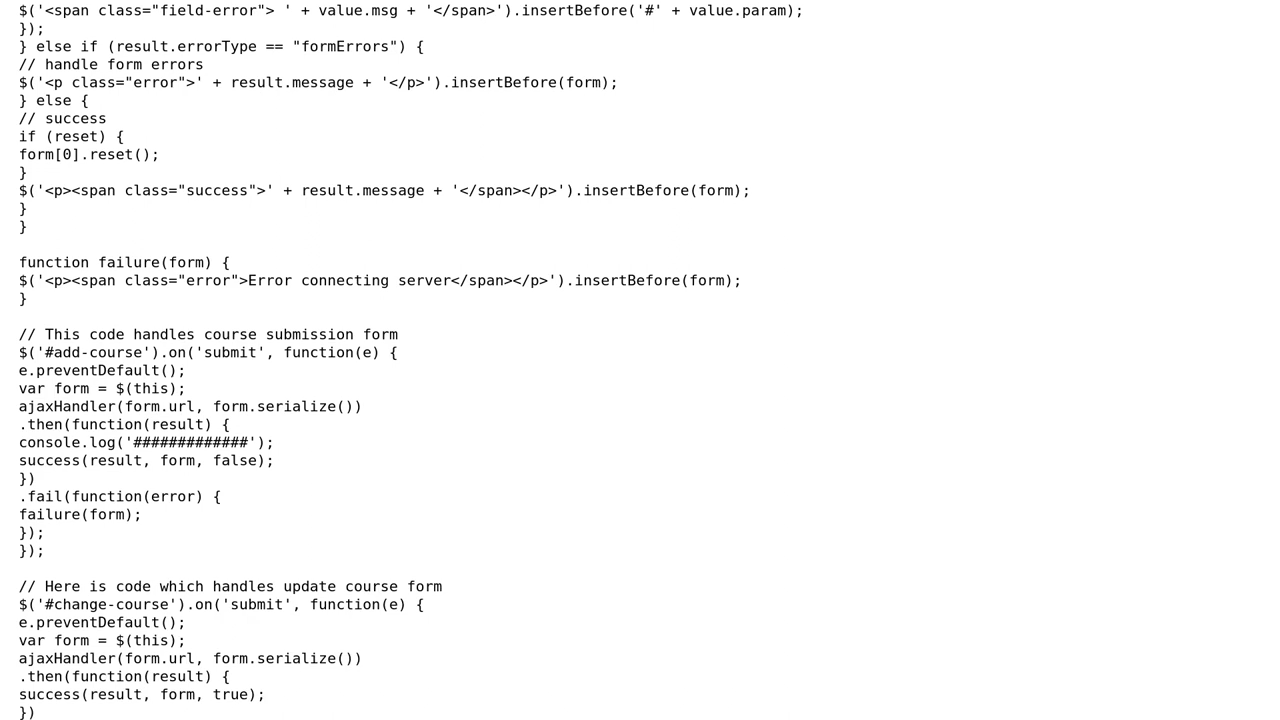 $('<span class="field-error"> ' + value.msg + '</span>').insertBefore('#' + value.param);
});
} else if (result.errorType == "formErrors") {
// handle form errors
$('<p class="error">' + result.message + '</p>').insertBefore(form);
} else {
// success
if (reset) {
form[0].reset();
}
$('<p><span class="success">' + result.message + '</span></p>').insertBefore(form);
}
}

function failure(form) {
$('<p><span class="error">Error connecting server</span></p>').insertBefore(form);
}

// This code handles course submission form
$('#add-course').on('submit', function(e) {
e.preventDefault();
var form = $(this);
ajaxHandler(form.url, form.serialize())
.then(function(result) {
console.log('#############');
success(result, form, false);
})
.fail(function(error) {
failure(form);
});
});

// Here is code which handles update course form
$('#change-course').on('submit', function(e) {
e.preventDefault();
var form = $(this);
ajaxHandler(form.url, form.serialize())
.then(function(result) {
success(result, form, true);
})